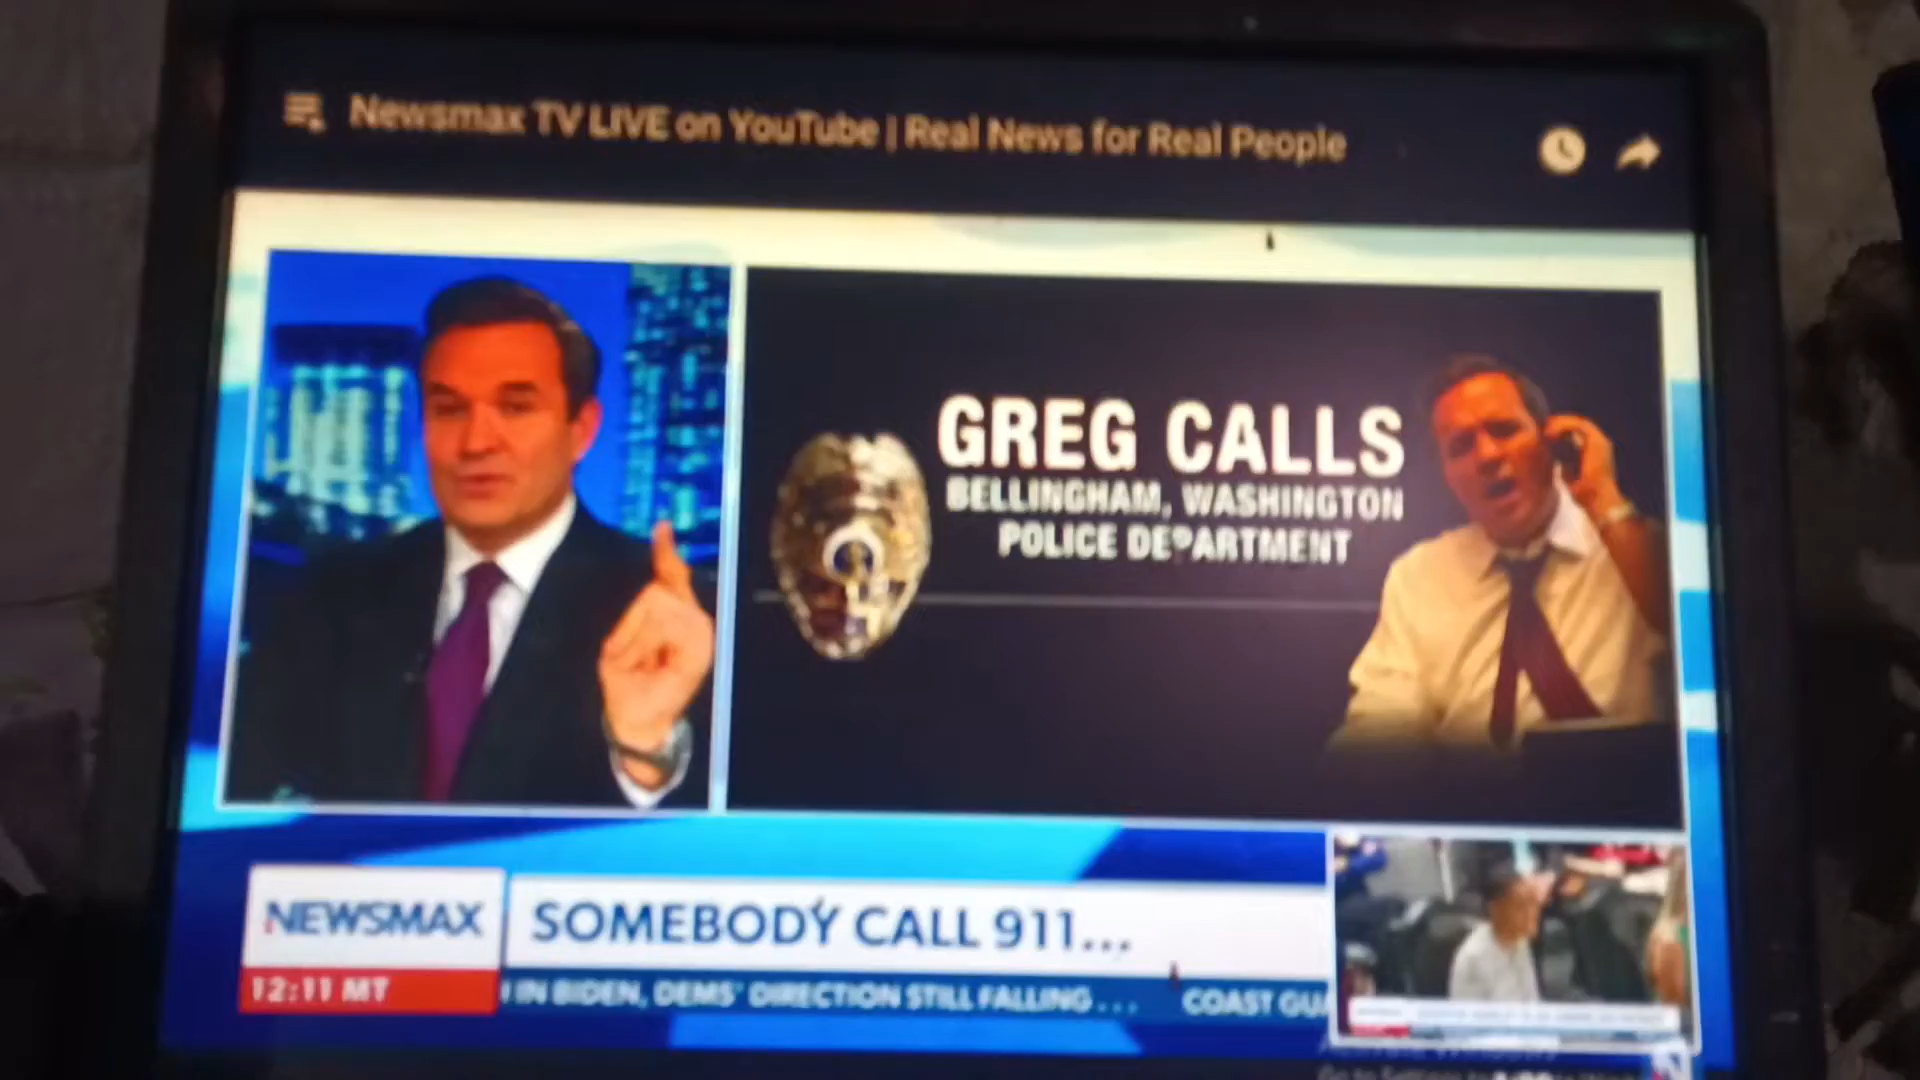 Newsmax TV LIVE on YouTube | Real News for Real People
GREG CALLS
BELLINGHAM, WASHINGTON
POLICE DEPARTMENT
NEWSMAX
SOMEBODY CALL 911...
12:11 MT
IN BIDEN, DEMS' DIRECTION STILL FALLING... COAST GUA